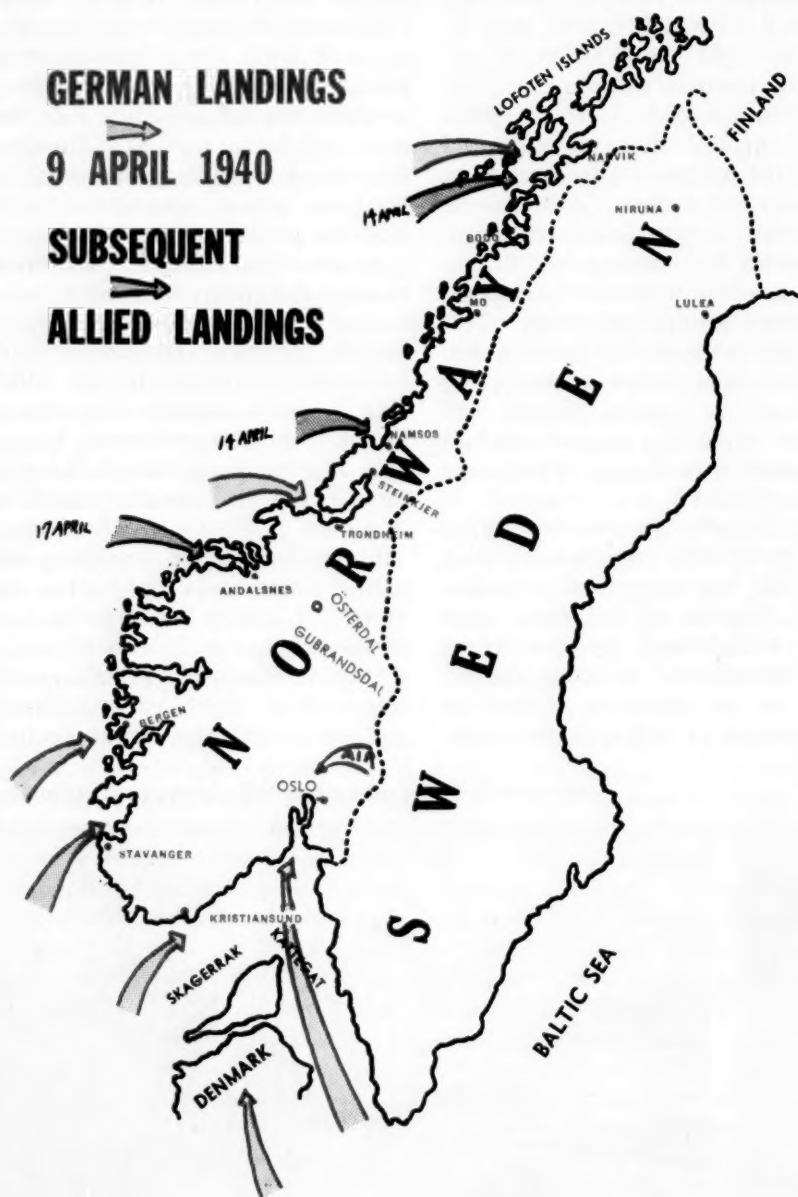 GERMAN LANDINGS
9 APRIL 1940
SUBSEQUENT
ALLIED LANDINGS
LOFOTEN ISLANDS
FINLAND
NARVIK
14 APRIL
HIRUNA
BODO
MO
LULEA
NORWAY
SWEDEN
14 APRIL
NAMSOS
STEINKJER
TRONDHEIM
17 APRIL
ANDALSNES
ÖSTERDAL
GUBRANDSDAL
BERGEN
AIR
OSLO
STAVANGER
KRISTIANSUND
SKAGERRAK
KATTEGAT
BALTIC SEA
DENMARK